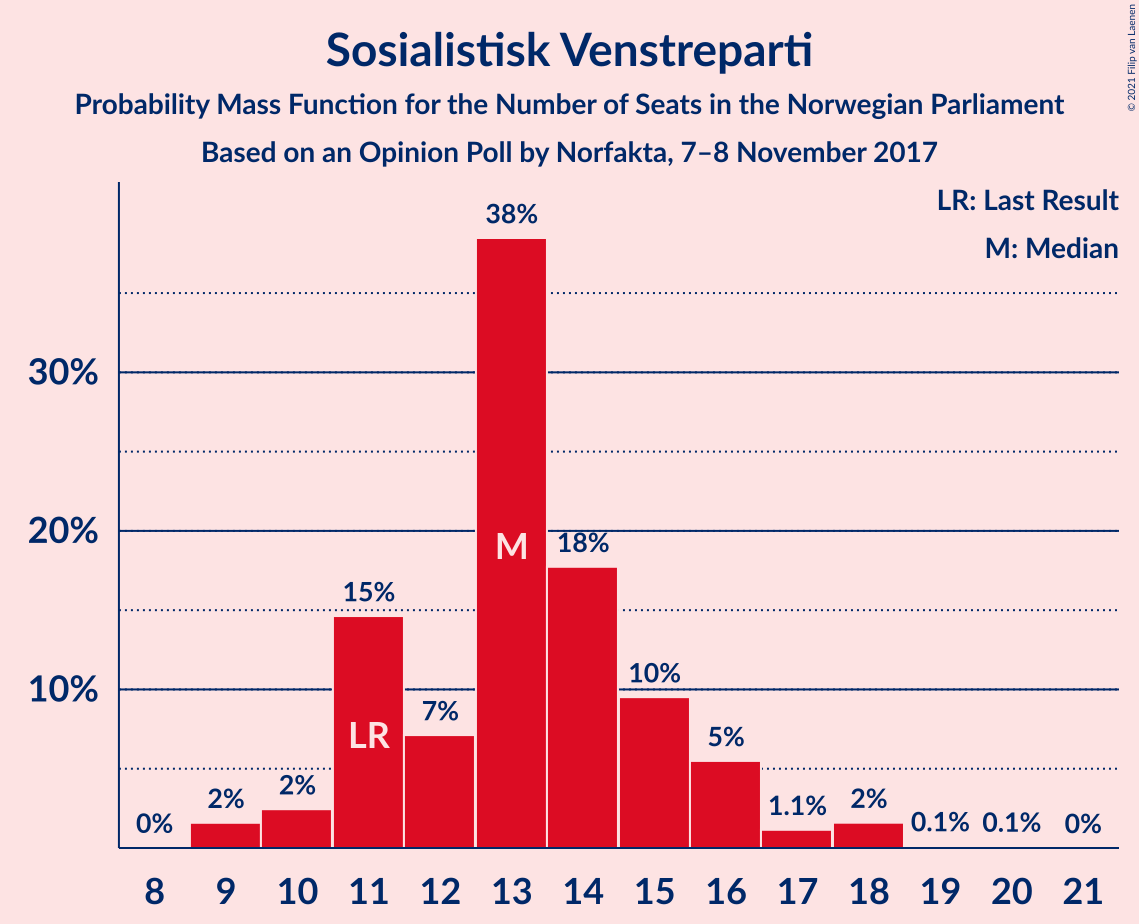 © 2021 Filip van Laenen
Sosialistisk Venstreparti
Probability Mass Function for the Number of Seats in the Norwegian Parliament
Based on an Opinion Poll by Norfakta, 7–8 November 2017
LR: Last Result
M: Median
38%
30%
20%
M
18%
15%
10%
10%
7%
LR
5%
2%
2%
1.1%
2%
0%
0.1%
0.1%
0%
8 9 10 11 12 13 14 15 16 17 18 19 20 21